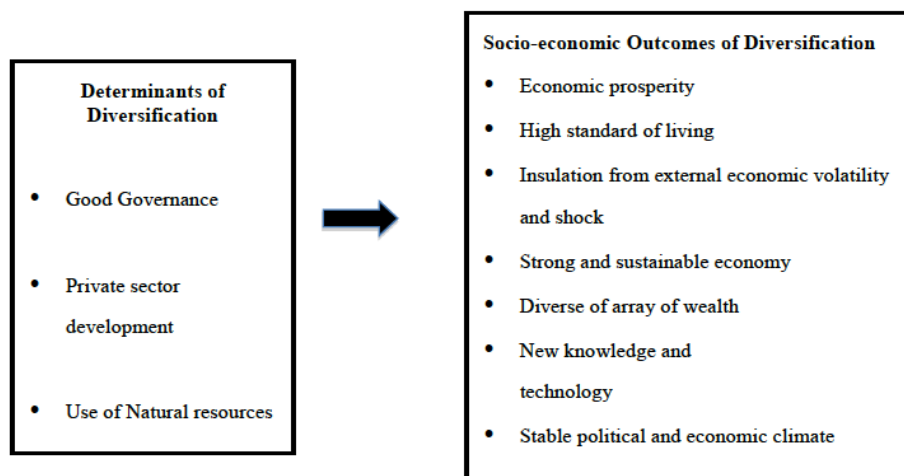 Determinants of
Diversification
• Good Governance
• Private sector
development
• Use of Natural resources
Socio-economic Outcomes of Diversification
• Economic prosperity
• High standard of living
• Insulation from external economic volatility
and shock
• Strong and sustainable economy
• Diverse of array of wealth
• New knowledge and
technology
• Stable political and economic climate